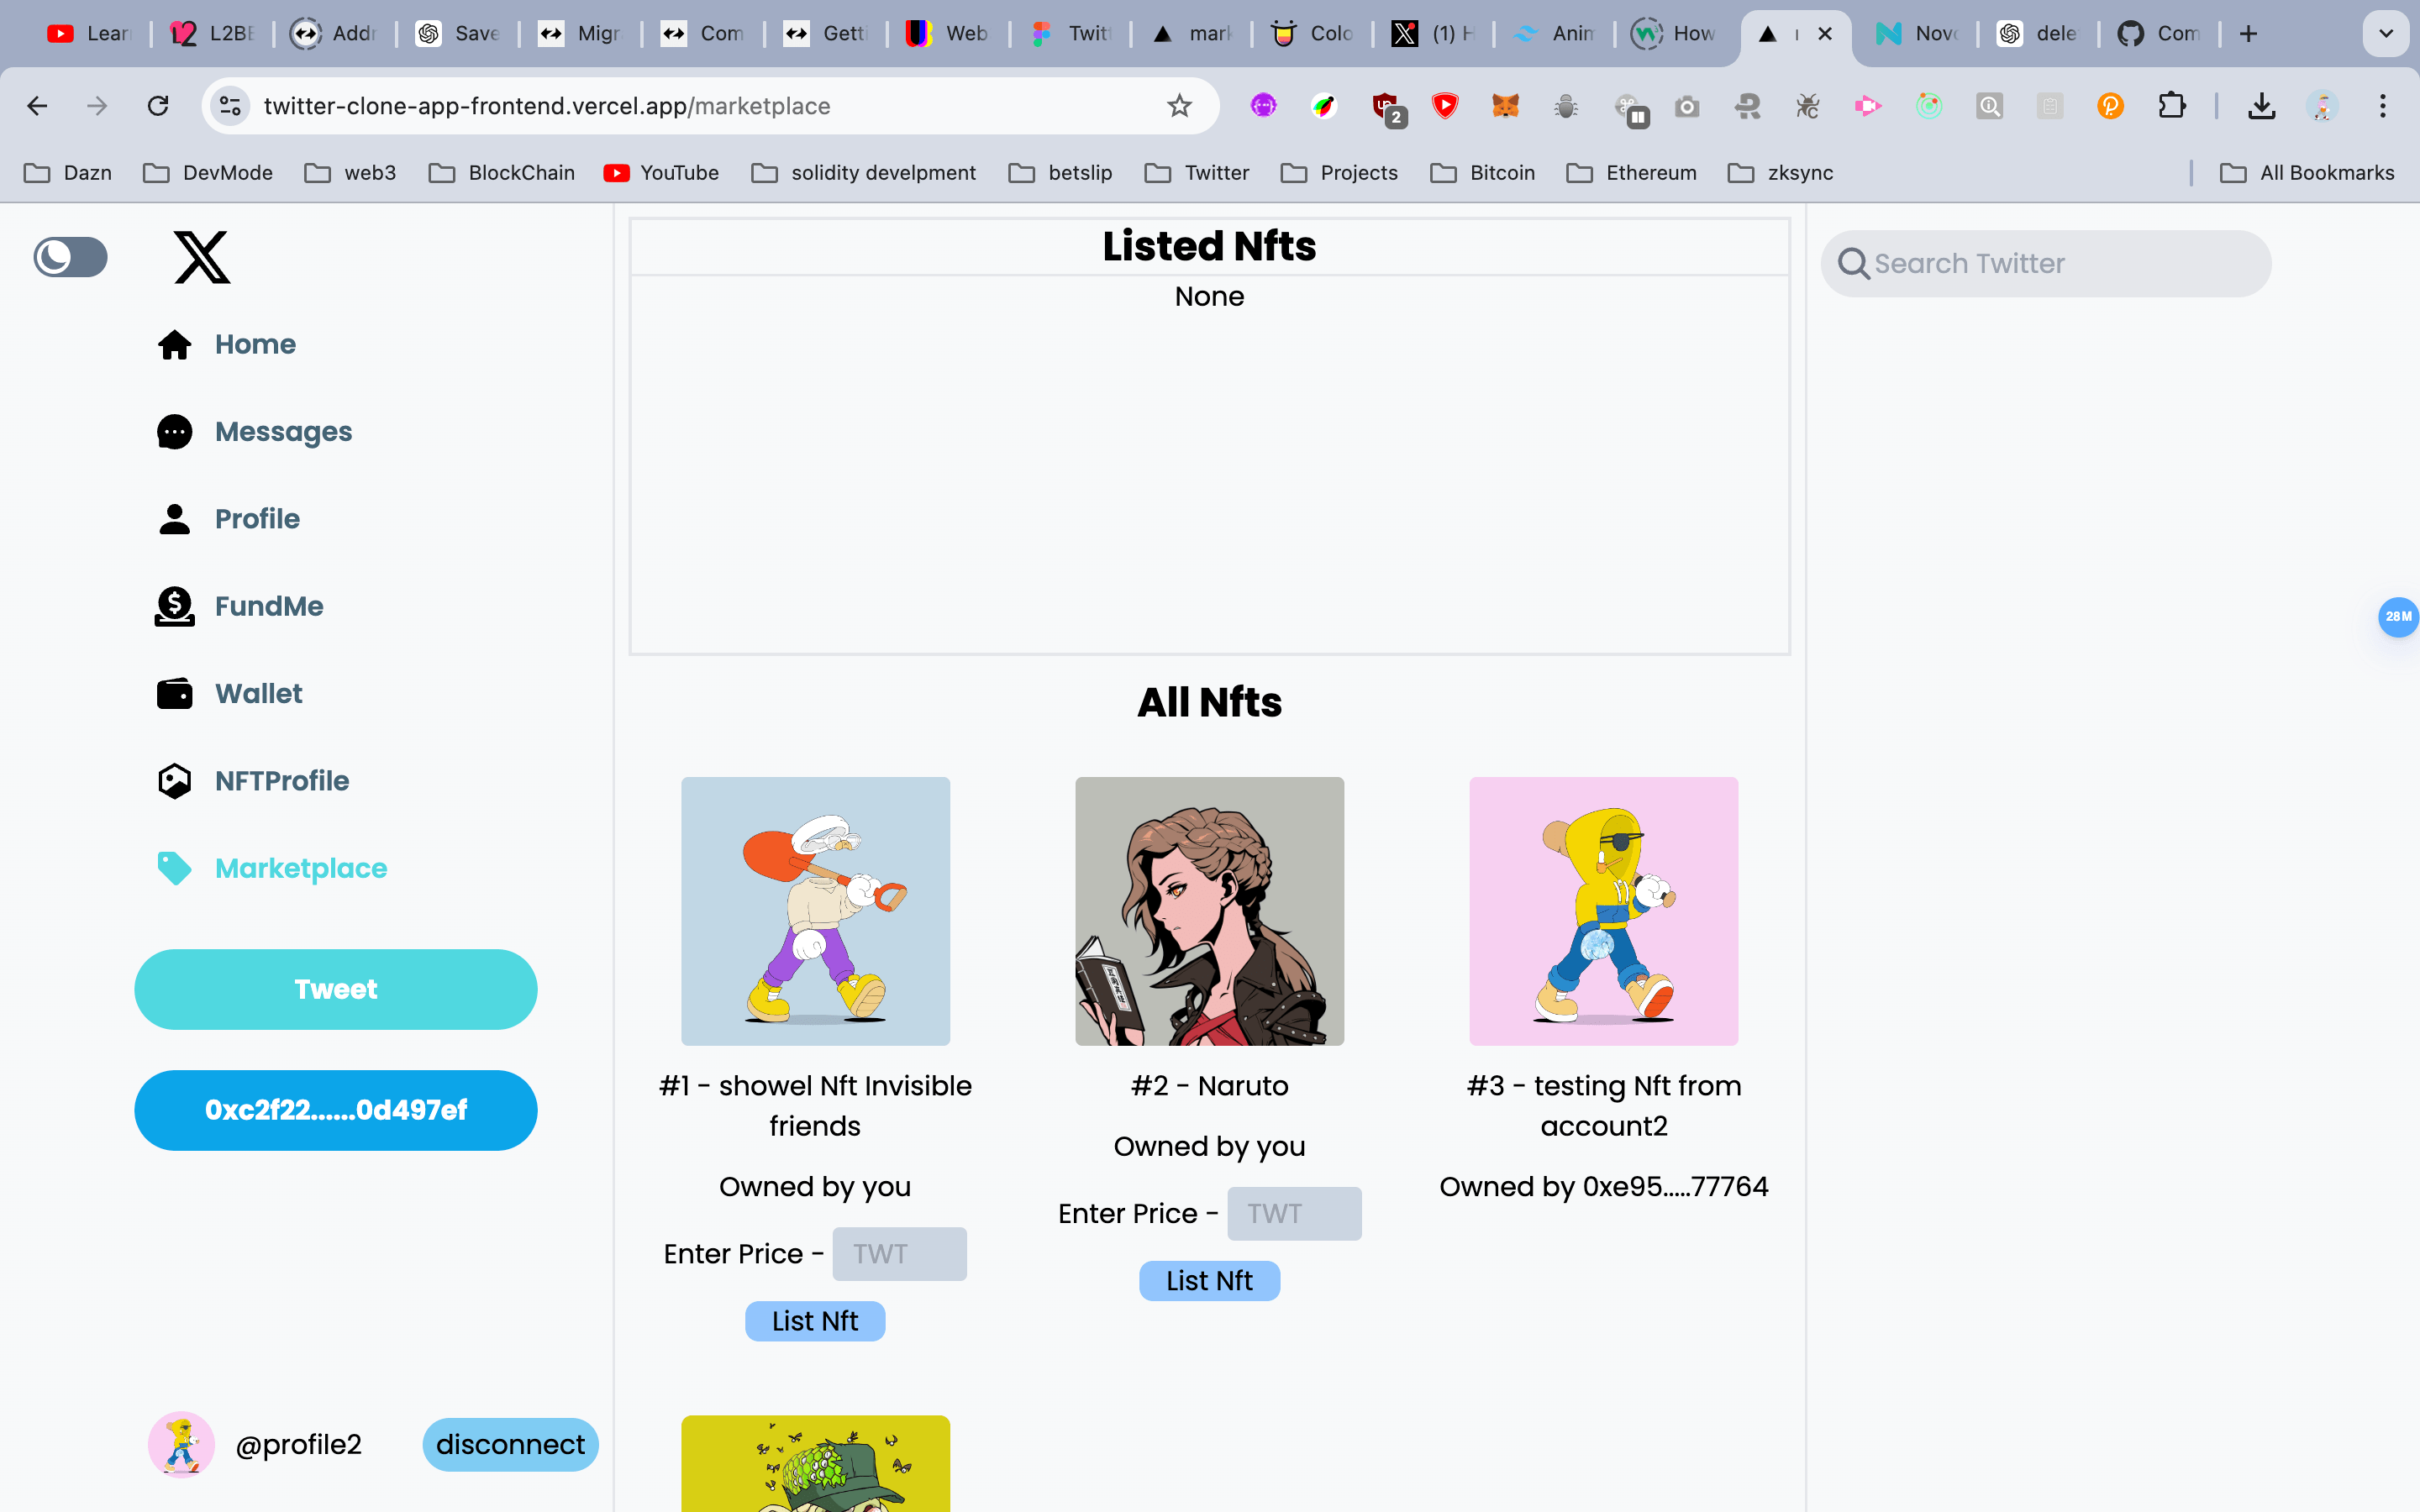 Lear
L2BE
Addr
Save
Migr
Com
Getti
Web
Twitt
mark
Colo
(1) H
Anim
How
Novo
dele
Com
twitter-clone-app-frontend.vercel.app/marketplace
2
Dazn
DevMode
web3
BlockChain
YouTube
solidity develpment
betslip
Twitter
Projects
Bitcoin
Ethereum
zksync
All Bookmarks
Home
Messages
Profile
FundMe
Wallet
NFTProfile
Marketplace
Tweet
0xc2f22......0d497ef
@profile2
disconnect
Listed Nfts
None
All Nfts
#1 - showel Nft Invisible
friends
Owned by you
Enter Price - TWT
List Nft
#2 - Naruto
Owned by you
Enter Price - TWT
List Nft
#3 - testing Nft from
account2
Owned by 0xe95.....77764
Search Twitter
28M